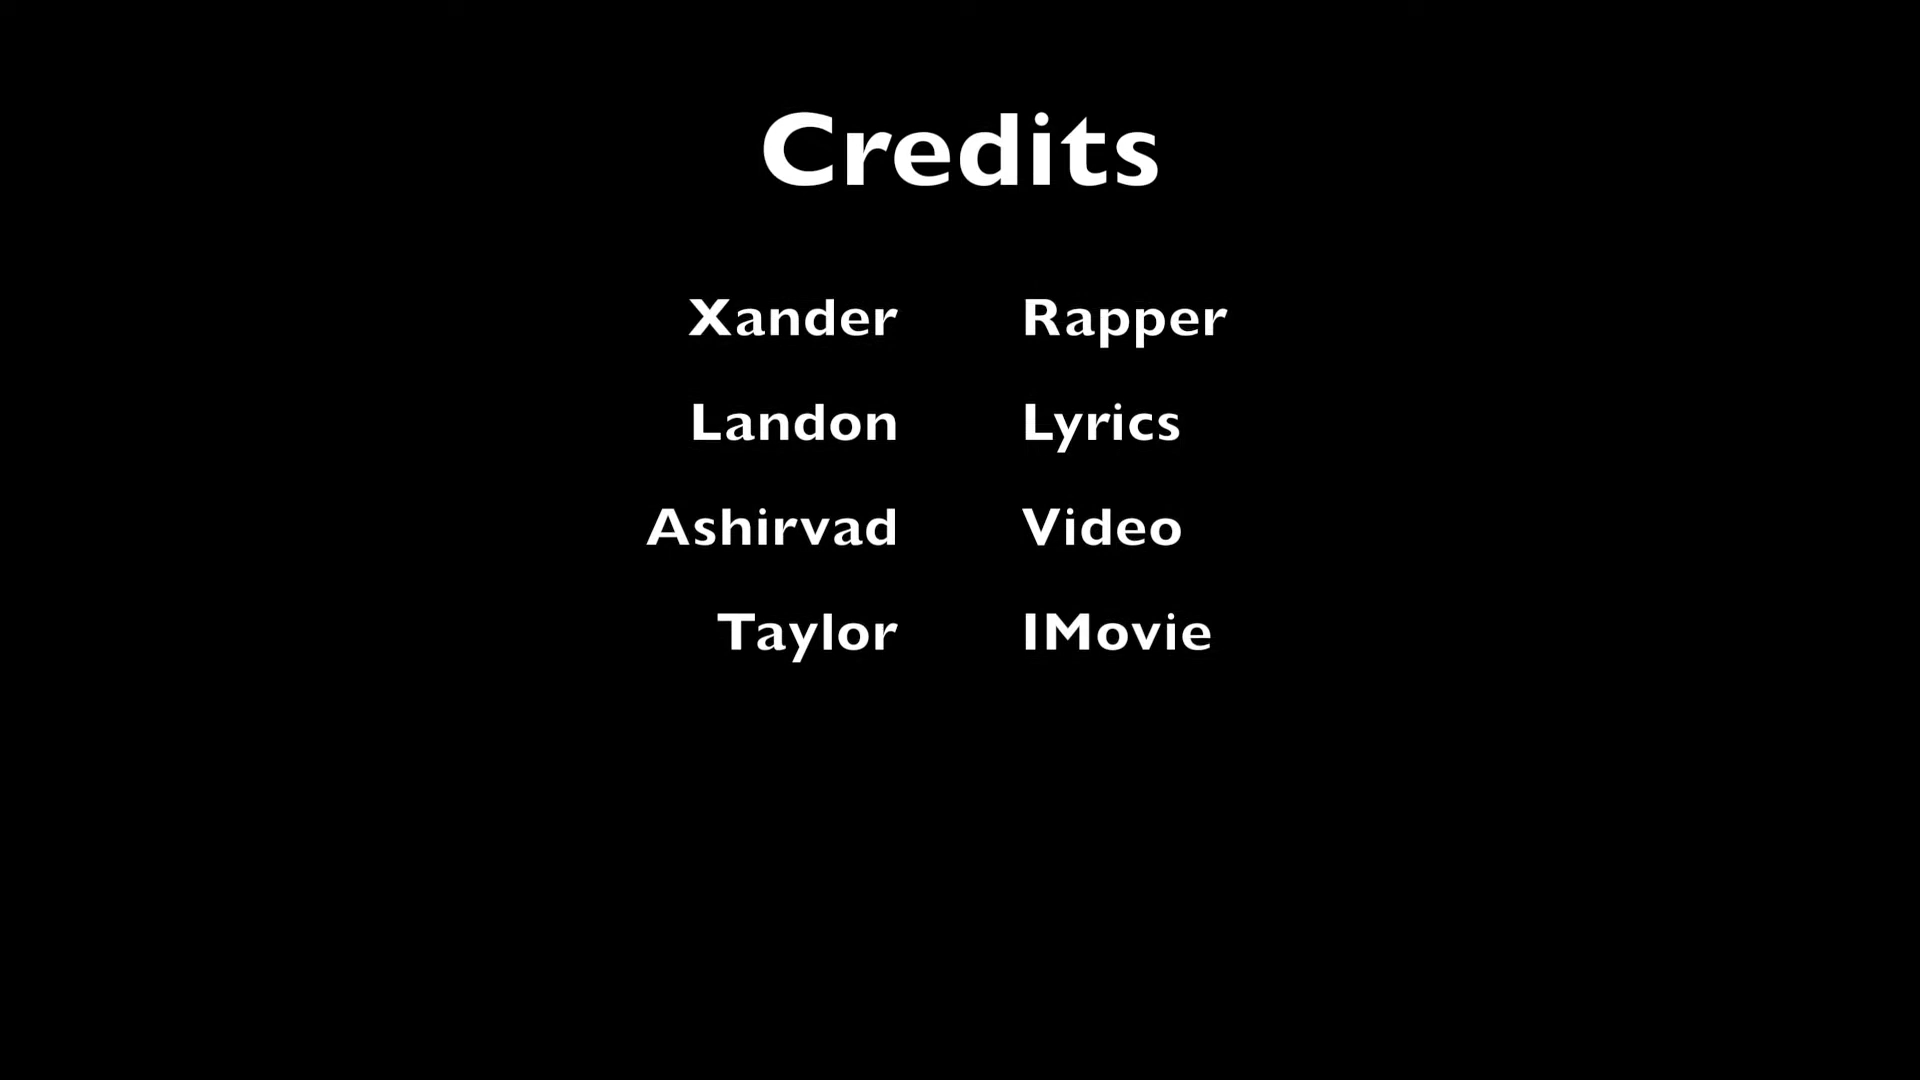 Credits
Xander Rapper
Landon Lyrics
Ashirvad Video
Taylor IMovie